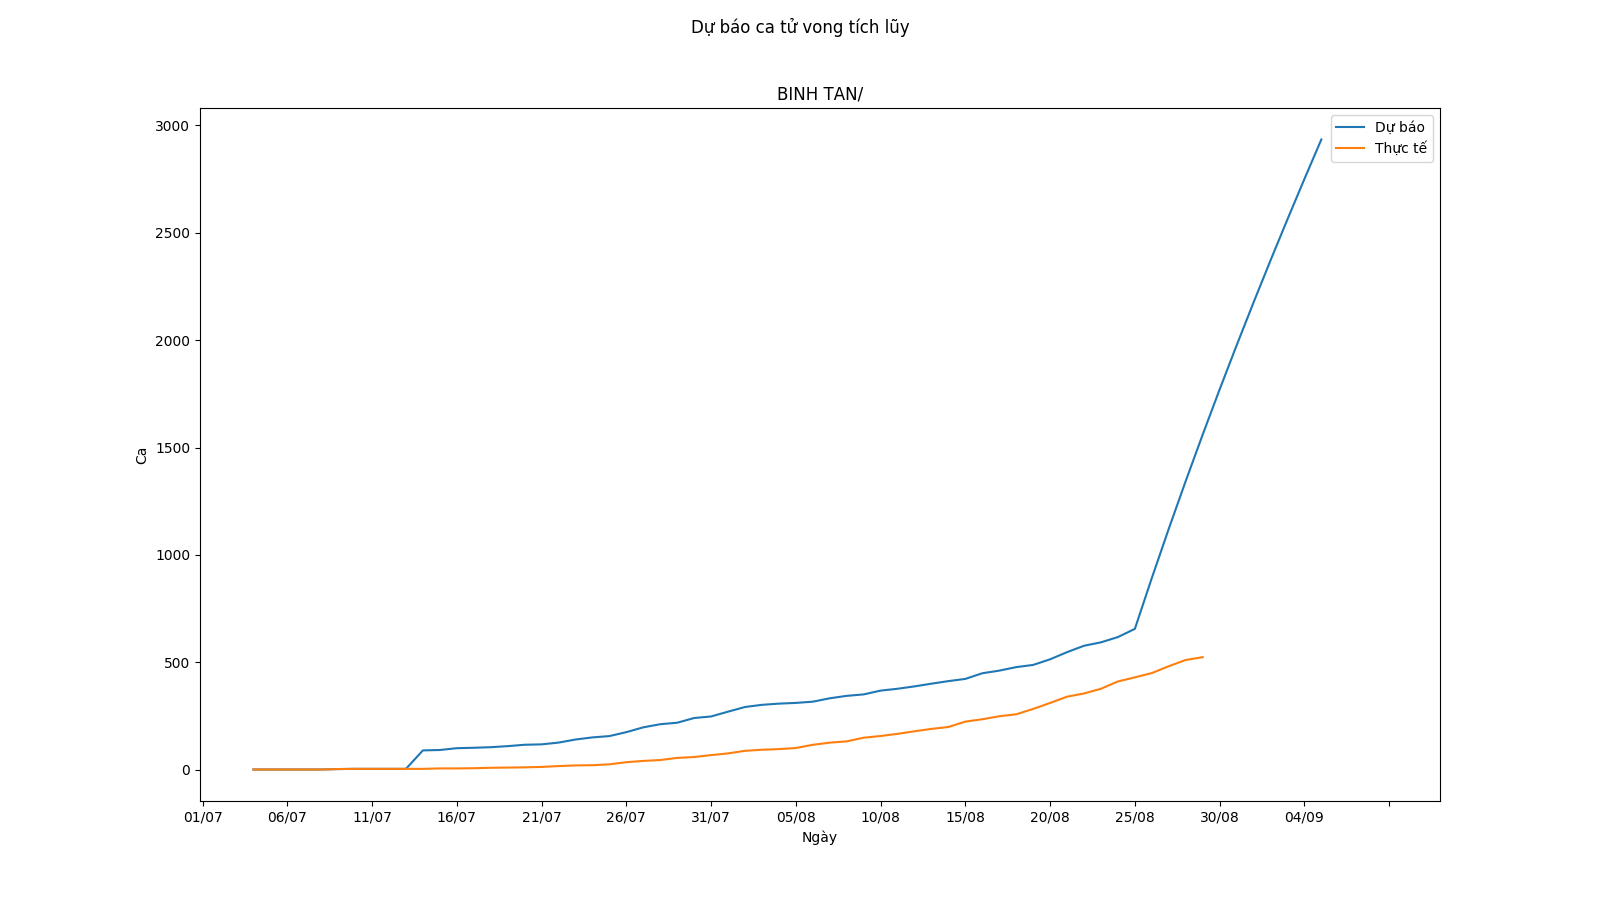 Dự báo ca tử vong tích lũy
BINH TAN/
Dự báo
Thực tế
3000
2500
2000
1500
1000
500
0
Ca
01/07 06/07 11/07 16/07 21/07 26/07 31/07 05/08 10/08 15/08 20/08 25/08 30/08 04/09
Ngày